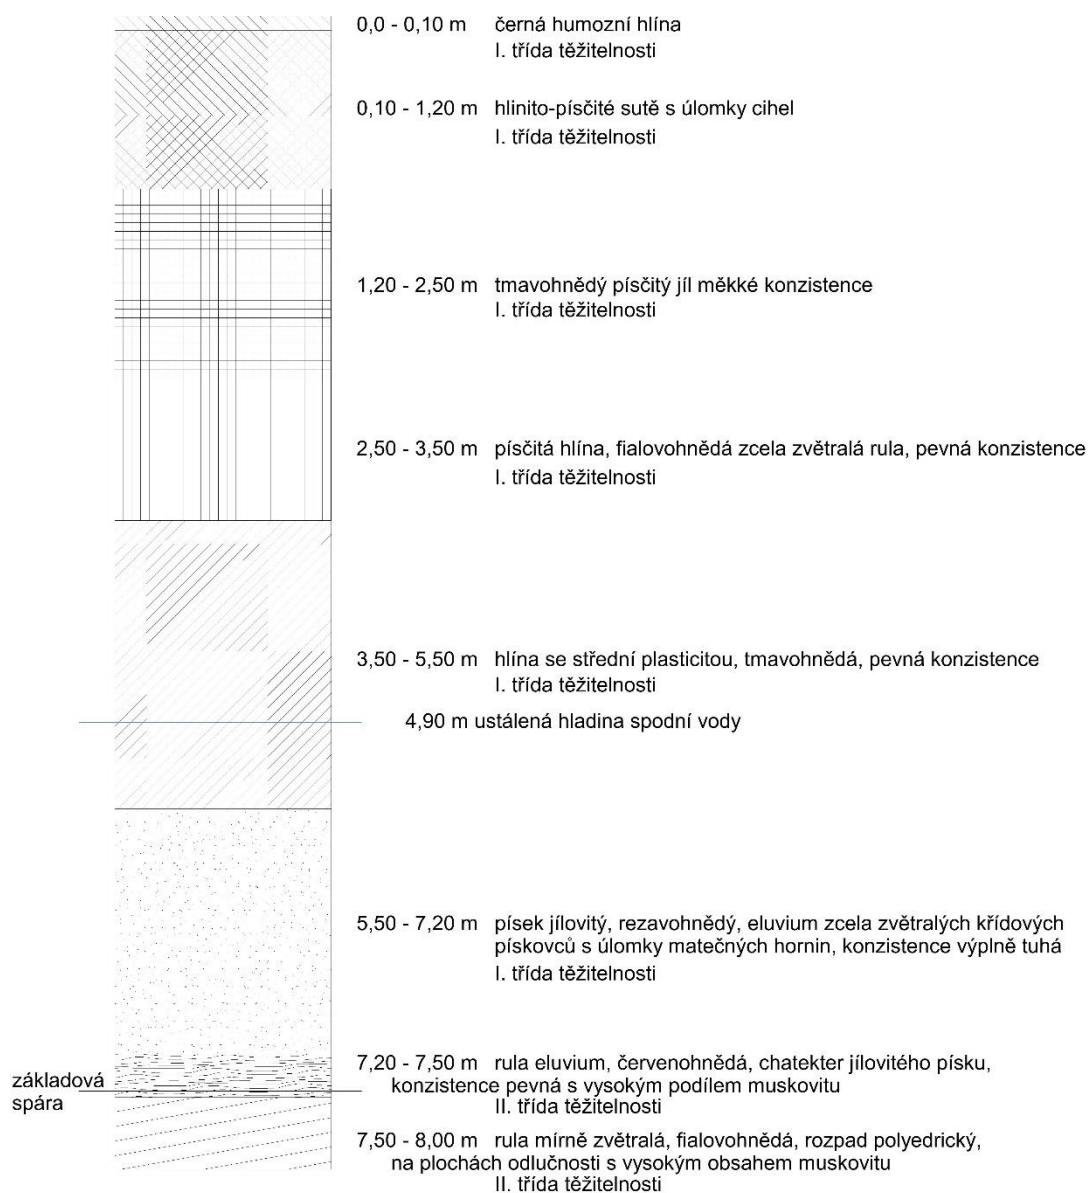 0,0 - 0,10 m černá humozní hlína
I. třída těžitelnosti
0,10 - 1,20 m hlinito-písčité sutě s úlomky cihel
I. třída těžitelnosti
1,20 - 2,50 m tmavohnědý písčitý jíl měkké konzistence
I. třída těžitelnosti
2,50 - 3,50 m písčitá hlína, fialovohnědá zcela zvětralá rula, pevná konzistence
I. třída těžitelnosti
3,50 - 5,50 m hlína se střední plasticitou, tmavohnědá, pevná konzistence
I. třída těžitelnosti
4,90 m ustálená hladina spodní vody
5,50 - 7,20 m písek jílovitý, rezavohnědý, eluvium zcela zvětralých křídových
pískovců s úlomky matečných hornin, konzistence výplně tuhá
I. třída těžitelnosti
7,20 - 7,50 m rula eluvium, červenohnědá, chatekter jílovitého písku,
konzistence pevná s vysokým podílem muskovitu
II. třída těžitelnosti
základová
spára
7,50 - 8,00 m rula mírně zvětralá, fialovohnědá, rozpad polyedrický,
na plochách odlučnosti s vysokým obsahem muskovitu
II. třída těžitelnosti